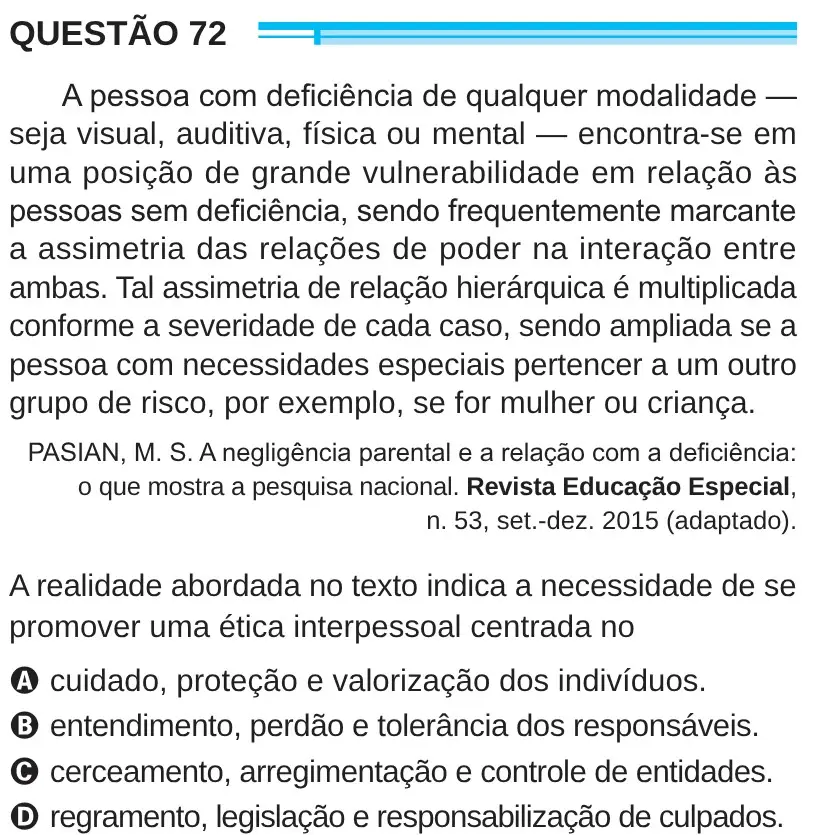 QUESTÃO 72
A pessoa com deficiência de qualquer modalidade —
seja visual, auditiva, física ou mental — encontra-se em
uma posição de grande vulnerabilidade em relação às
pessoas sem deficiência, sendo frequentemente marcante
a assimetria das relações de poder na interação entre
ambas. Tal assimetria de relação hierárquica é multiplicada
conforme a severidade de cada caso, sendo ampliada se a
pessoa com necessidades especiais pertencer a um outro
grupo de risco, por exemplo, se for mulher ou criança.
PASIAN, M. S. A negligência parental e a relação com a deficiência:
o que mostra a pesquisa nacional. Revista Educação Especial,
n. 53, set.-dez. 2015 (adaptado).
A realidade abordada no texto indica a necessidade de se
promover uma ética interpessoal centrada no
A cuidado, proteção e valorização dos indivíduos.
B entendimento, perdão e tolerância dos responsáveis.
C cerceamento, arregimentação e controle de entidades.
D regramento, legislação e responsabilização de culpados.